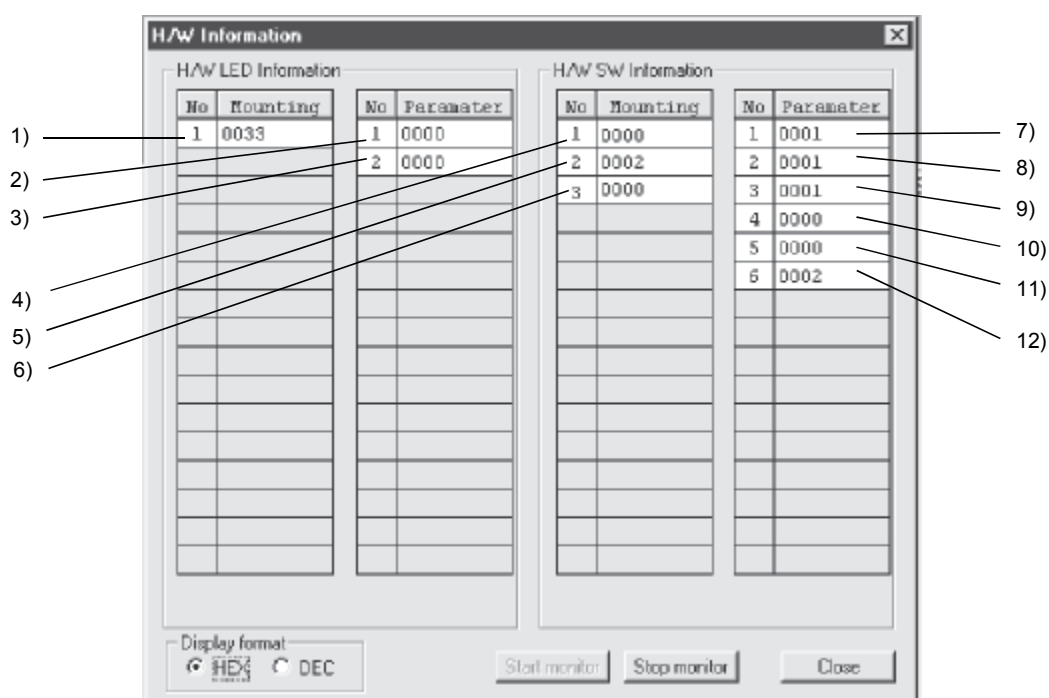 H/W Information
H/W LED Information
H/W SW Information
No Mounting No Paramater No Mounting No Paramater
1) 1 0033 1 0000 1 0000 1 0001 7)
2) 2 0000 2 0002 2 0001 8)
3) 3 0000 3 0001 9)
4 0000 10)
5 0000 11)
4) 6 0002
5) 12)
6)
Display format
HEX DEC Start monitor Stop monitor Close